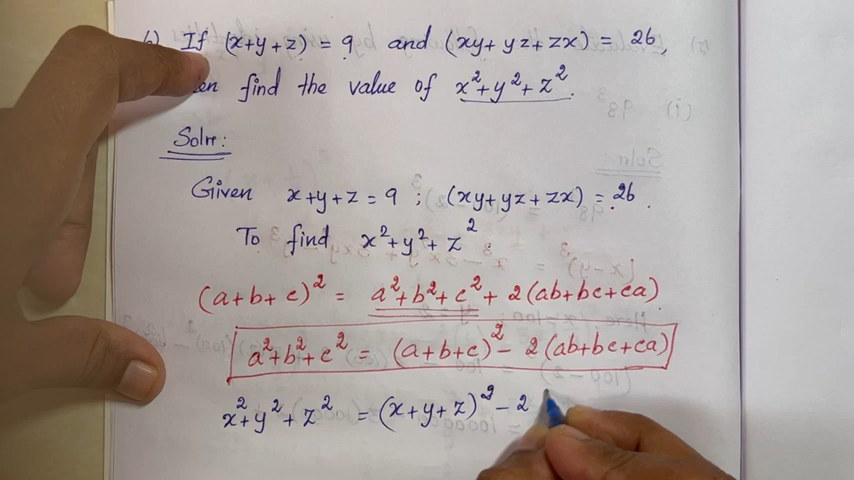 If (x+y+z) = 9 and (xy+yz+zx) = 26,
find the value of x²+y²+z².
Soln:
Given x+y+z = 9 ; (xy+yz+zx) = 26.
To find x²+y²+z²
(a+b+c)² = a²+b²+c² + 2(ab+bc+ca)
a²+b²+c² = (a+b+c)² - 2(ab+bc+ca)
x²+y²+z² = (x+y+z)² - 2